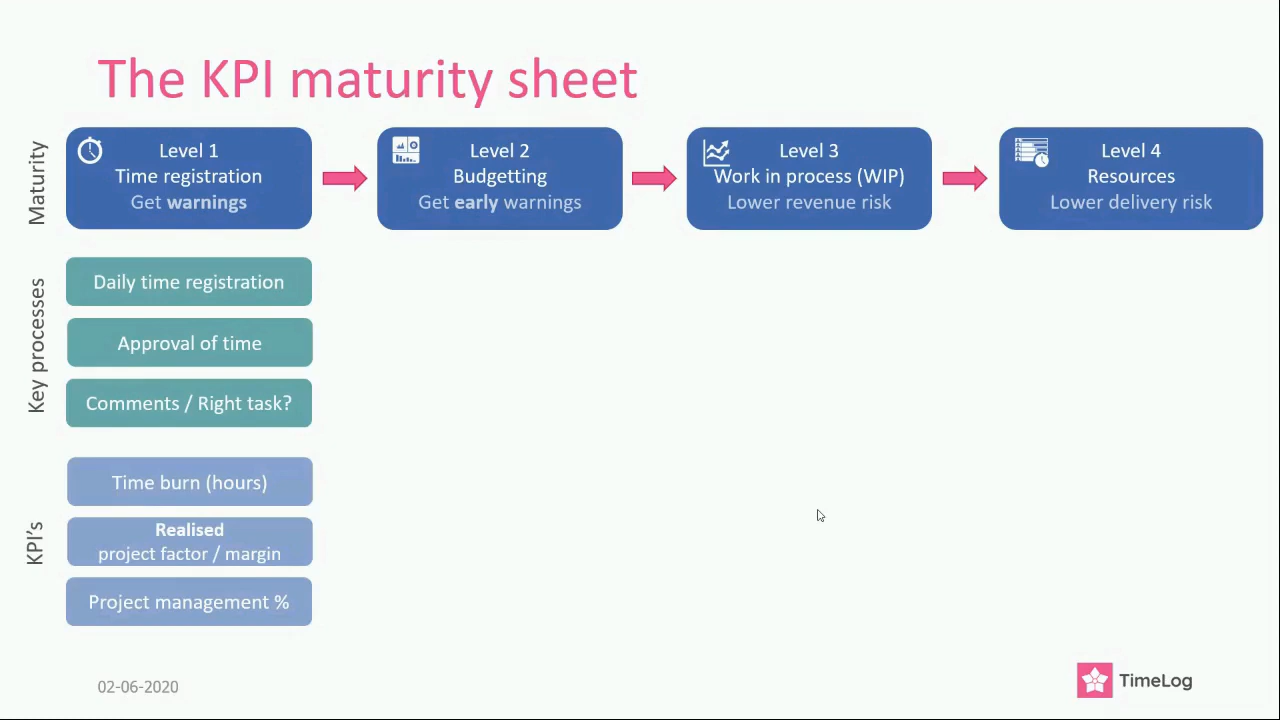 The KPI maturity sheet
Maturity
Level 1
Time registration
Get warnings
Level 2
Budgetting
Get early warnings
Level 3
Work in process (WIP)
Lower revenue risk
Level 4
Resources
Lower delivery risk
Key processes
Daily time registration
Approval of time
Comments / Right task?
KPI's
Time burn (hours)
Realised
project factor / margin
Project management %
02-06-2020
TimeLog